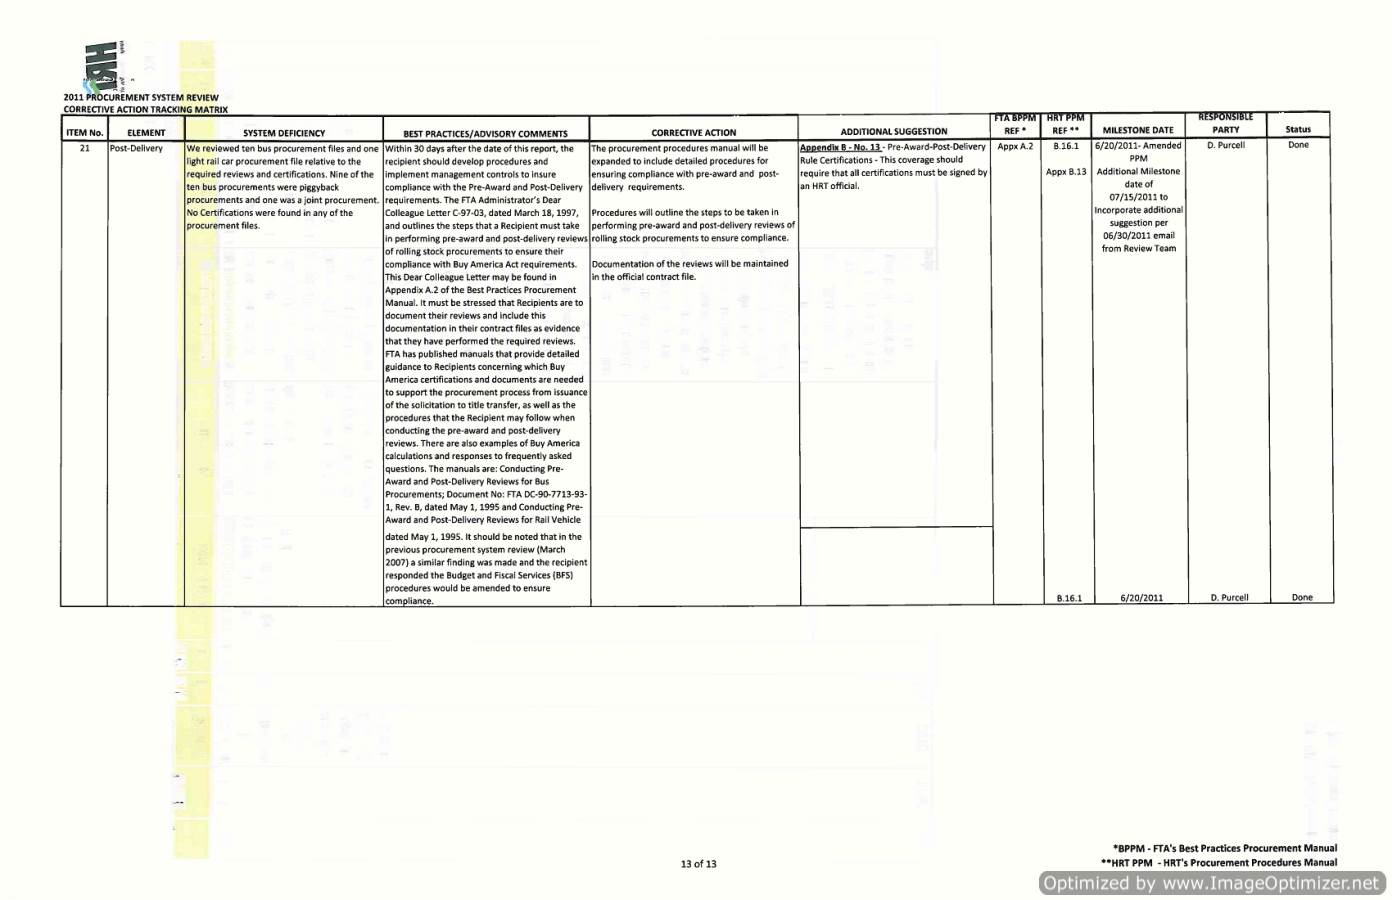 HRT
2011 PROCUREMENT SYSTEM REVIEW
CORRECTIVE ACTION TRACKING MATRIX
ITEM No.
ELEMENT
SYSTEM DEFICIENCY
BEST PRACTICES/ADVISORY COMMENTS
CORRECTIVE ACTION
ADDITIONAL SUGGESTION
FTA BPPM
REF *
HRT PPM
REF **
MILESTONE DATE
RESPONSIBLE
PARTY
Status
21
Post-Delivery
We reviewed ten bus procurement files and one
light rail car procurement file relative to the
required reviews and certifications. Nine of the
ten bus procurements were piggyback
procurements and one was a joint procurement.
No Certifications were found in any of the
procurement files.
Within 30 days after the date of this report, the
recipient should develop procedures and
implement management controls to insure
compliance with the Pre-Award and Post-Delivery
requirements. The FTA Administrator's Dear
Colleague Letter C-97-03, dated March 18, 1997,
and outlines the steps that a Recipient must take
in performing pre-award and post-delivery reviews
of rolling stock procurements to ensure their
compliance with Buy America Act requirements.
This Dear Colleague Letter may be found in
Appendix A.2 of the Best Practices Procurement
Manual. It must be stressed that Recipients are to
document their reviews and include this
documentation in their contract files as evidence
that they have performed the required reviews.
FTA has published manuals that provide detailed
guidance to Recipients concerning which Buy
America certifications and documents are needed
to support the procurement process from issuance
of the solicitation to title transfer, as well as the
procedures that the Recipient may follow when
conducting the pre-award and post-delivery
reviews. There are also examples of Buy America
calculations and responses to frequently asked
questions. The manuals are: Conducting Pre-
Award and Post-Delivery Reviews for Bus
Procurements; Document No: FTA DC-90-7713-93-
1, Rev. B, dated May 1, 1995 and Conducting Pre-
Award and Post-Delivery Reviews for Rail Vehicle
dated May 1, 1995. It should be noted that in the
previous procurement system review (March
2007) a similar finding was made and the recipient
responded the Budget and Fiscal Services (BFS)
procedures would be amended to ensure
compliance.
The procurement procedures manual will be
expanded to include detailed procedures for
ensuring compliance with pre-award and post-
delivery requirements.
Procedures will outline the steps to be taken in
performing pre-award and post-delivery reviews of
rolling stock procurements to ensure compliance.
Documentation of the reviews will be maintained
in the official contract file.
Appendix B - No. 13 - Pre-Award-Post-Delivery
Rule Certifications - This coverage should
require that all certifications must be signed by
an HRT official.
Appx A.2
B.16.1
Appx B.13
6/20/2011- Amended
PPM
Additional Milestone
date of
07/15/2011 to
incorporate additional
suggestion per
06/30/2011 email
from Review Team
D. Purcell
Done
B.16.1
6/20/2011
D. Purcell
Done
*BPPM - FTA's Best Practices Procurement Manual
**HRT PPM - HRT's Procurement Procedures Manual
13 of 13
Optimized by www.ImageOptimizer.net